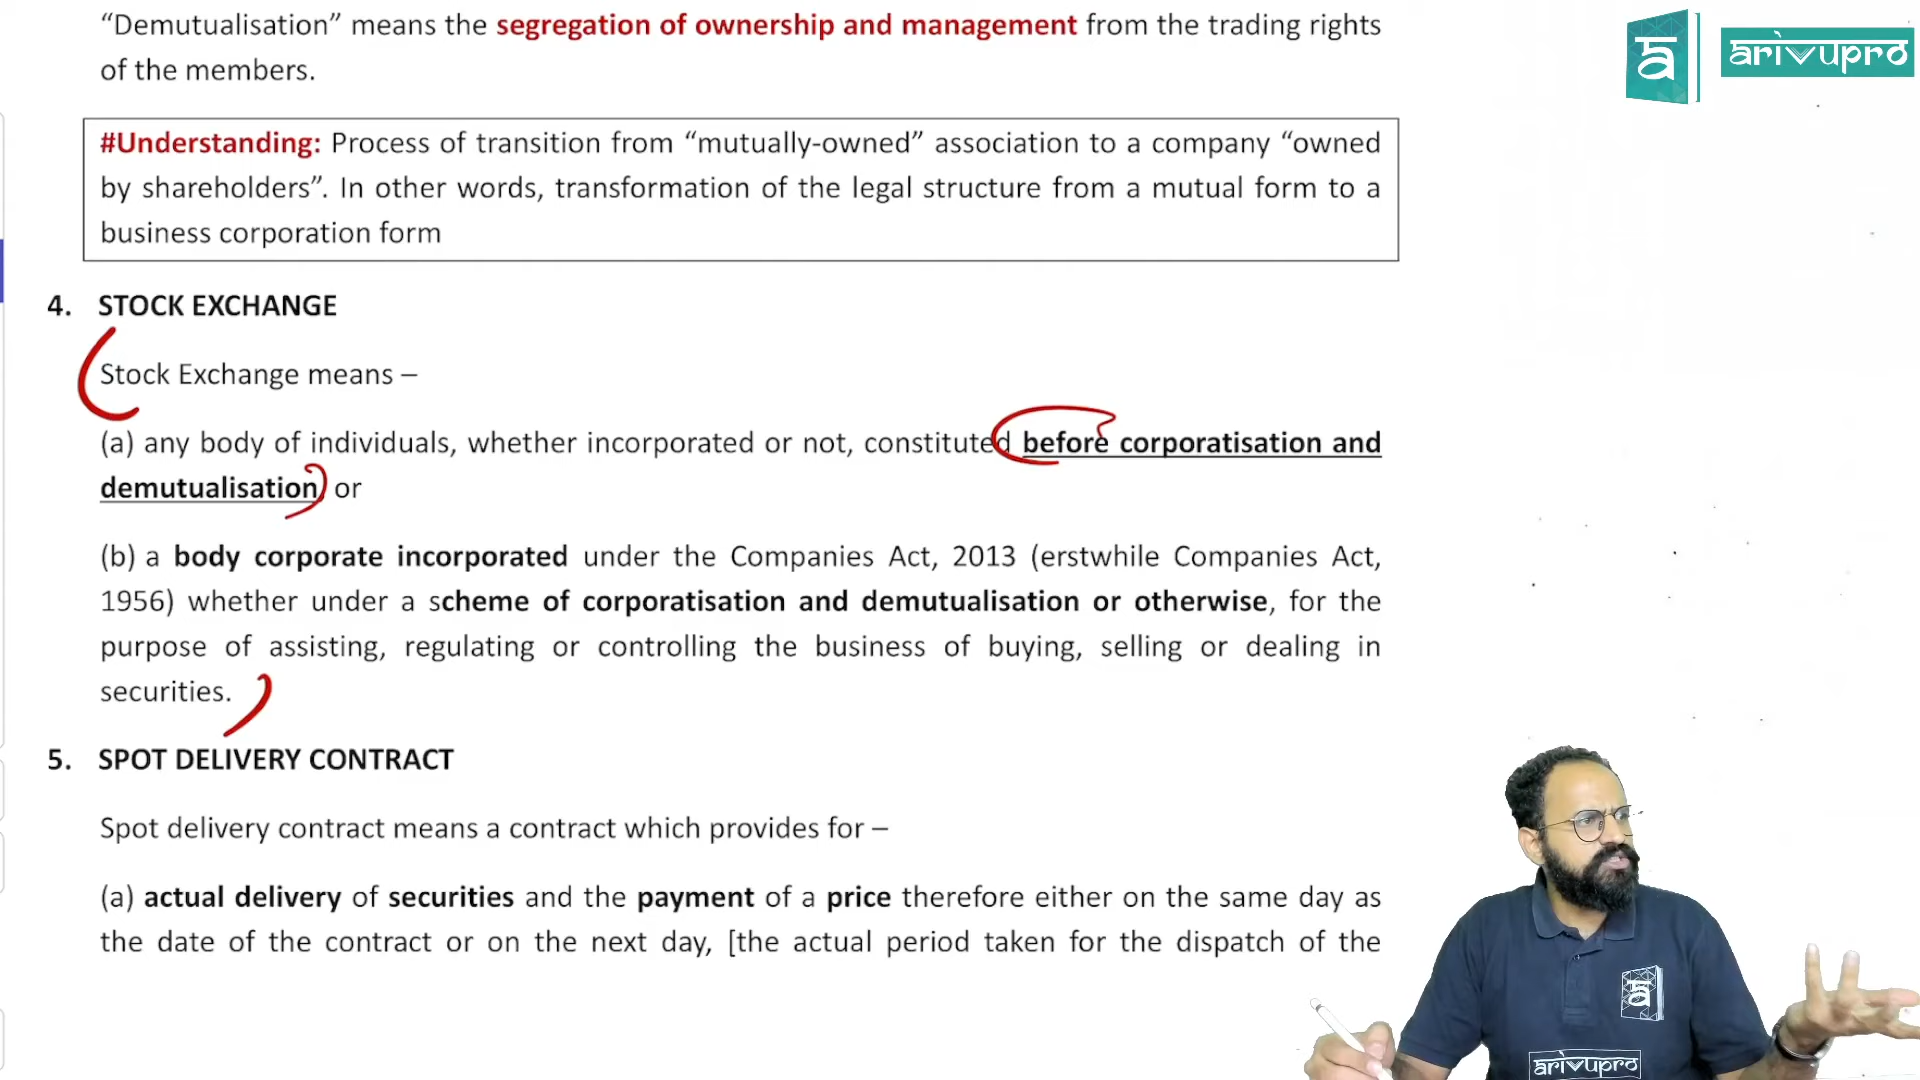 “Demutualisation” means the segregation of ownership and management from the trading rights
of the members.
#Understanding: Process of transition from “mutually-owned” association to a company “owned
by shareholders”. In other words, transformation of the legal structure from a mutual form to a
business corporation form
4. STOCK EXCHANGE
Stock Exchange means –
(a) any body of individuals, whether incorporated or not, constituted before corporatisation and
demutualisation, or
(b) a body corporate incorporated under the Companies Act, 2013 (erstwhile Companies Act,
1956) whether under a scheme of corporatisation and demutualisation or otherwise, for the
purpose of assisting, regulating or controlling the business of buying, selling or dealing in
securities.
5. SPOT DELIVERY CONTRACT
Spot delivery contract means a contract which provides for –
(a) actual delivery of securities and the payment of a price therefore either on the same day as
the date of the contract or on the next day, [the actual period taken for the dispatch of the
arivupro
arivupro